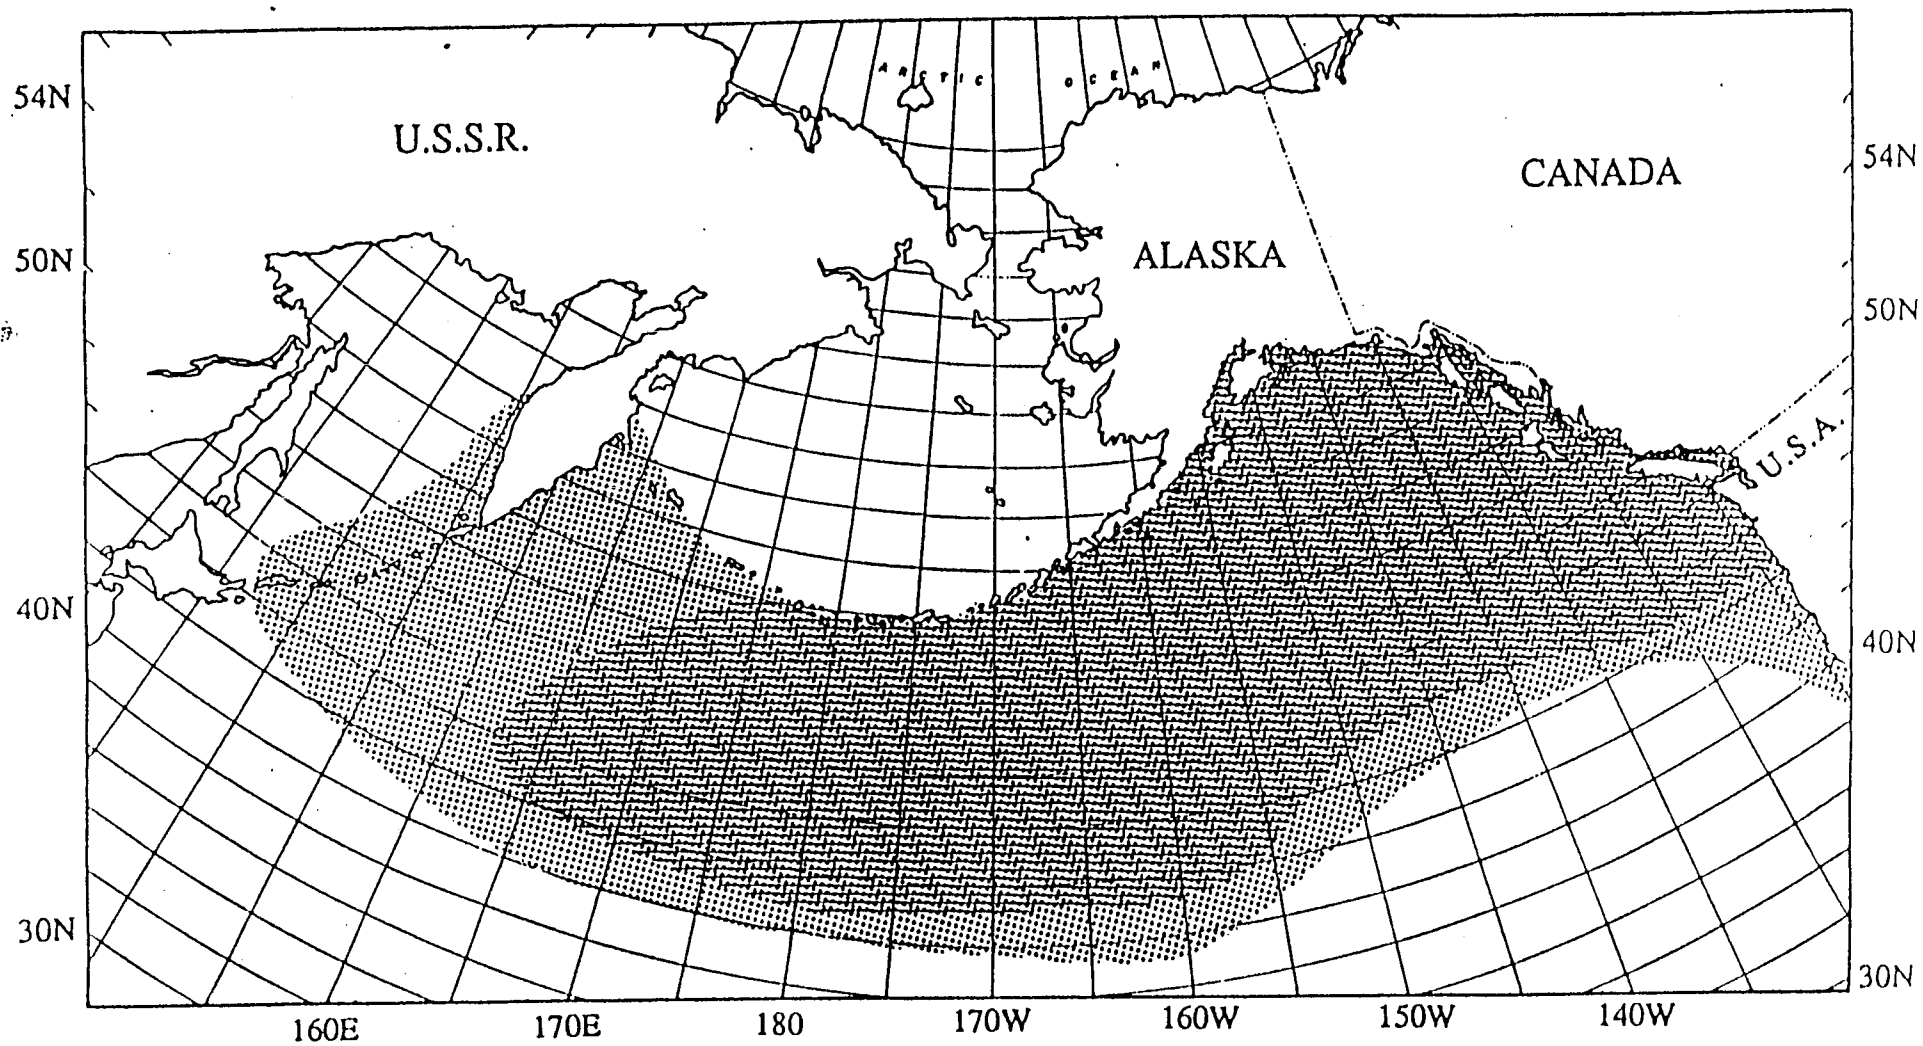 ARCTIC OCEAN
54N
U.S.S.R.
54N
CANADA
50N
ALASKA
50N
U.S.A.
40N
40N
30N
30N
160E 170E 180 170W 160W 150W 140W